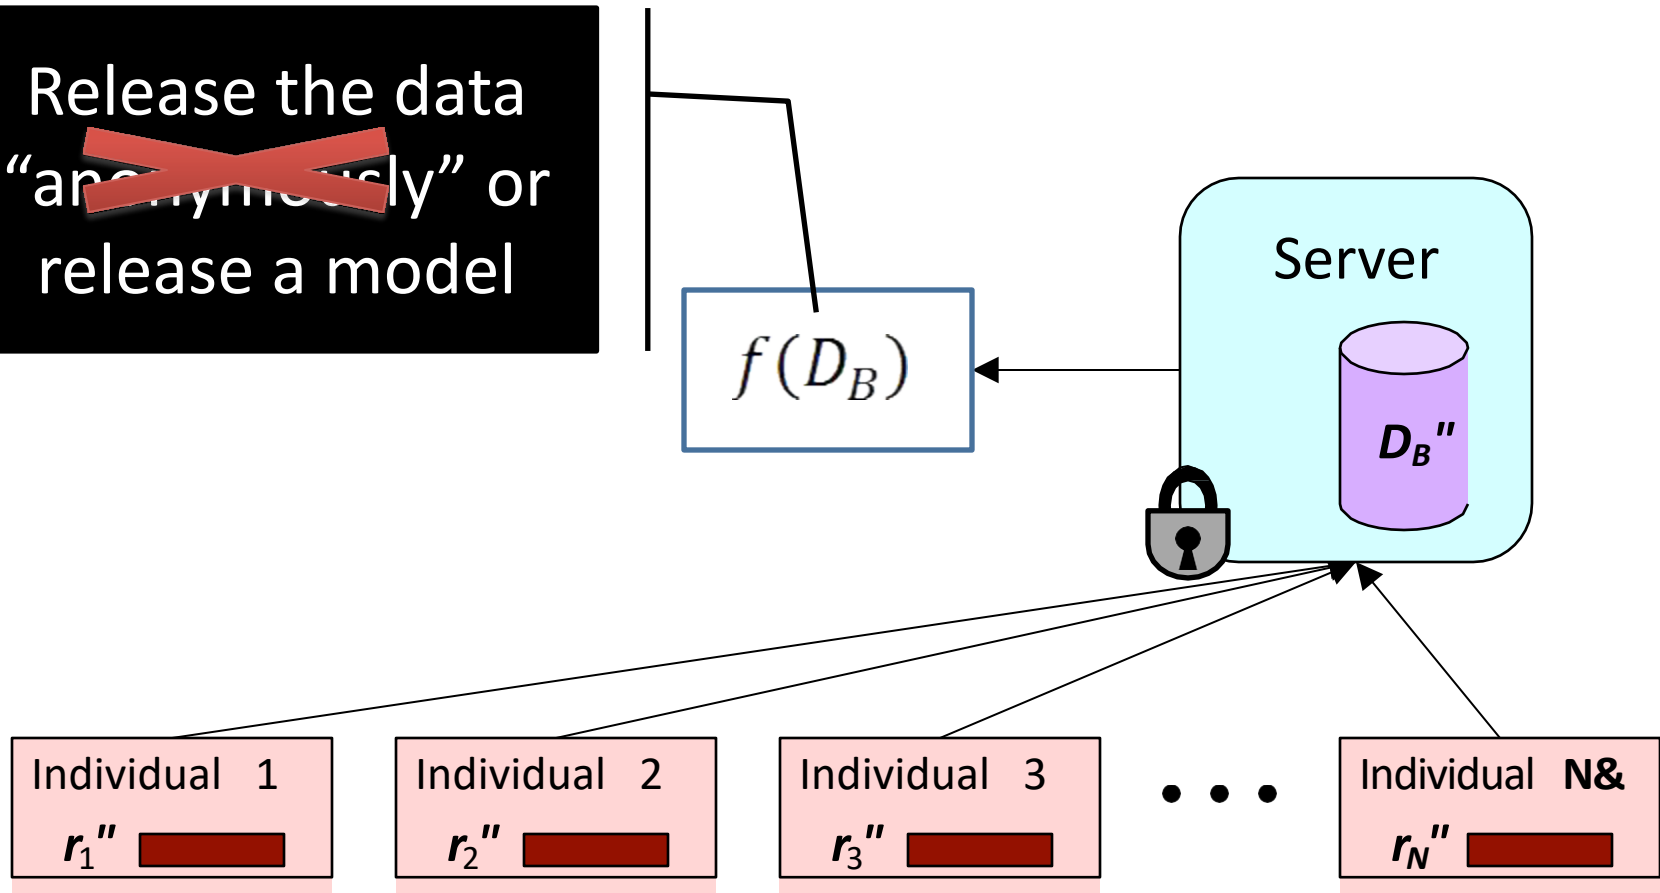 Release the data
“anonymously” or
release a model
Server
f(D_B)
D_B"
Individual 1
r_1"
Individual 2
r_2"
Individual 3
r_3"
• • •
Individual N&
r_N"